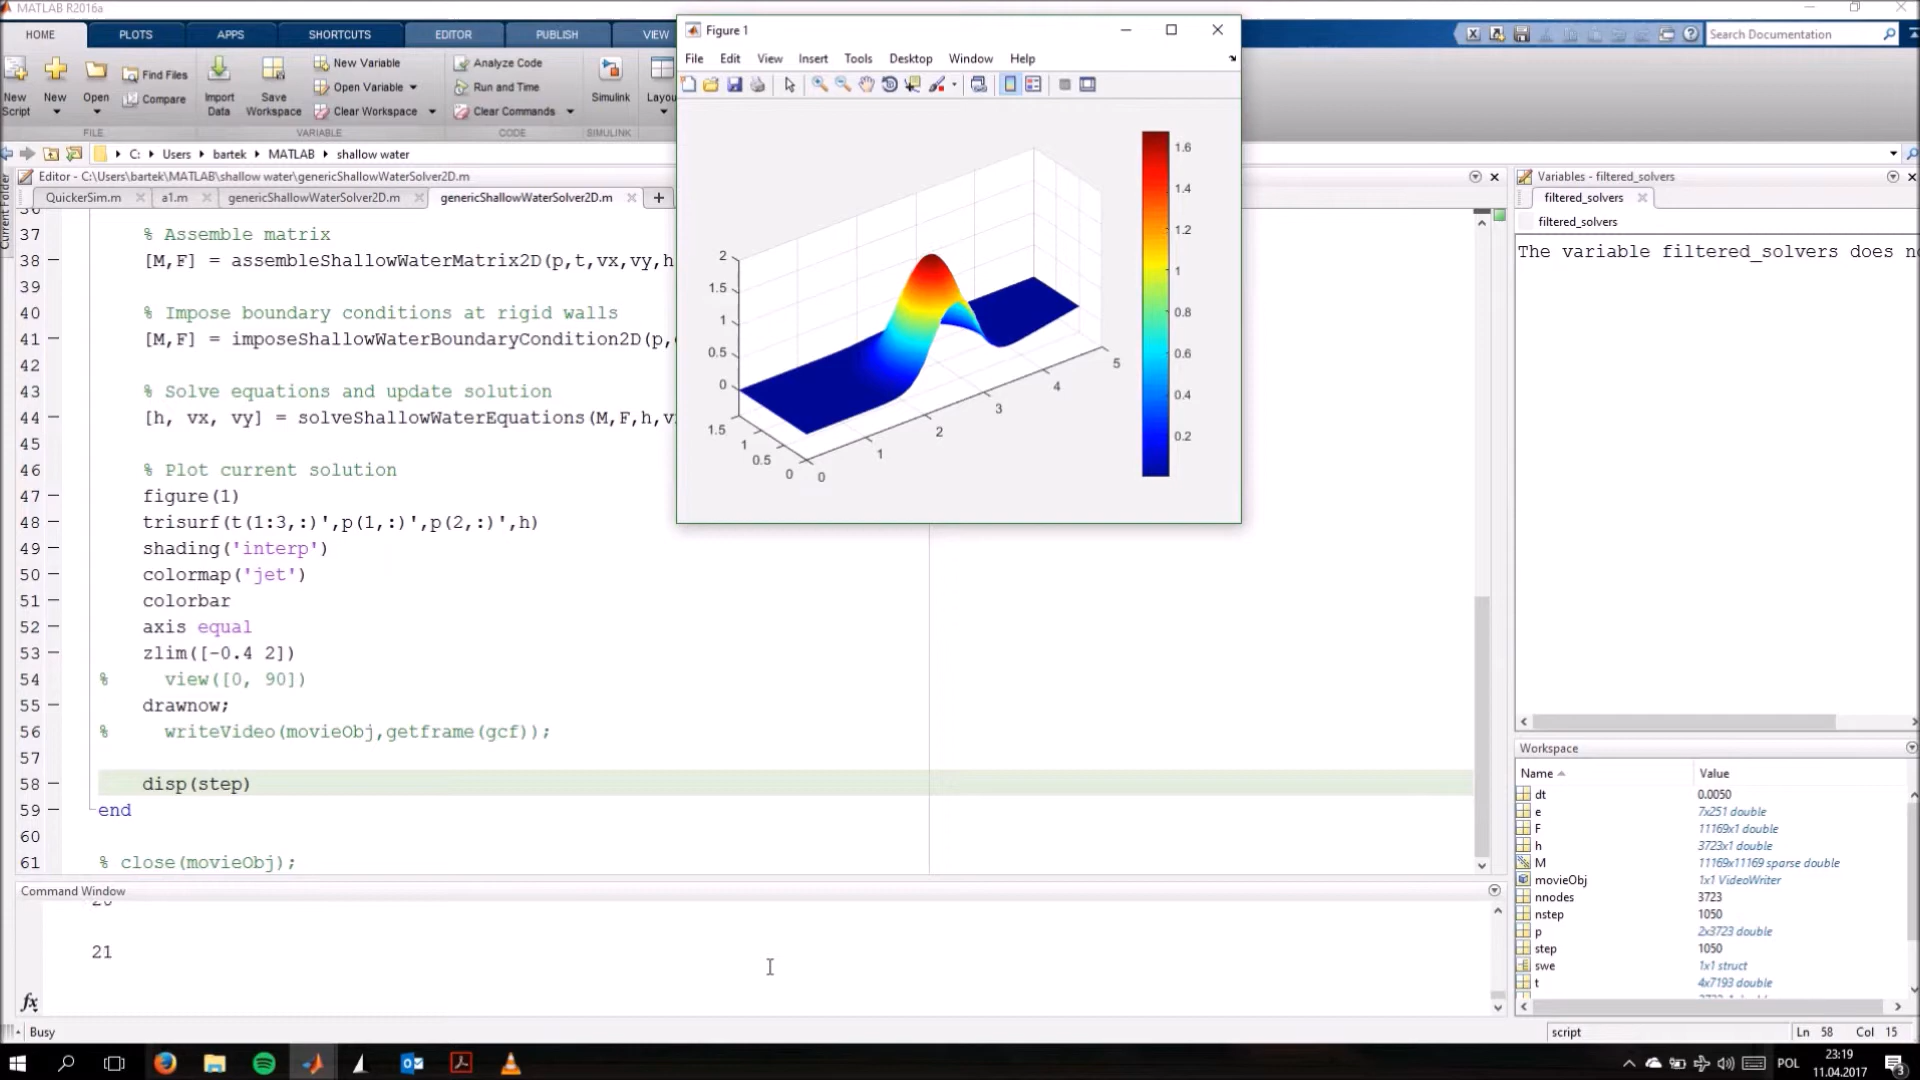 MATLAB R2016a
HOME PLOTS APPS SHORTCUTS EDITOR PUBLISH VIEW
Search Documentation
New Script
New
Open
Find Files
Compare
Import Data
Save Workspace
New Variable
Open Variable
Clear Workspace
Analyze Code
Run and Time
Clear Commands
Simulink
FILE VARIABLE CODE SIMULINK
C: Users bartek MATLAB shallow water
Current Folder
Editor - C:\Users\bartek\MATLAB\shallow water\genericShallowWaterSolver2D.m
QuickerSim.m a1.m genericShallowWaterSolver2D.m genericShallowWaterSolver2D.m
37 % Assemble matrix
38 [M,F] = assembleShallowWaterMatrix2D(p,t,vx,vy,h
39
40 % Impose boundary conditions at rigid walls
41 [M,F] = imposeShallowWaterBoundaryCondition2D(p,
42
43 % Solve equations and update solution
44 [h, vx, vy] = solveShallowWaterEquations(M,F,h,v
45
46 % Plot current solution
47 figure(1)
48 trisurf(t(1:3,:)',p(1,:)',p(2,:)',h)
49 shading('interp')
50 colormap('jet')
51 colorbar
52 axis equal
53 zlim([-0.4 2])
54 % view([0, 90])
55 drawnow;
56 % writeVideo(movieObj,getframe(gcf));
57
58 disp(step)
59 end
60
61 % close(movieObj);
Figure 1
File Edit View Insert Tools Desktop Window Help
2
1.5
1
0.5
0
1.5
1
0.5
0
0
1
2
3
4
5
1.6
1.4
1.2
1
0.8
0.6
0.4
0.2
Variables - filtered_solvers
filtered_solvers
filtered_solvers
The variable filtered_solvers does n
Workspace
Name Value
dt 0.0050
e 7x251 double
F 11169x1 double
h 3723x1 double
M 11169x11169 sparse double
movieObj 1x1 VideoWriter
nnodes 3723
nstep 1050
p 2x3723 double
step 1050
swe 1x1 struct
t 4x7193 double
Command Window
21
fx
Busy
script
Ln 58 Col 15
POL
23:19
11.04.2017
3